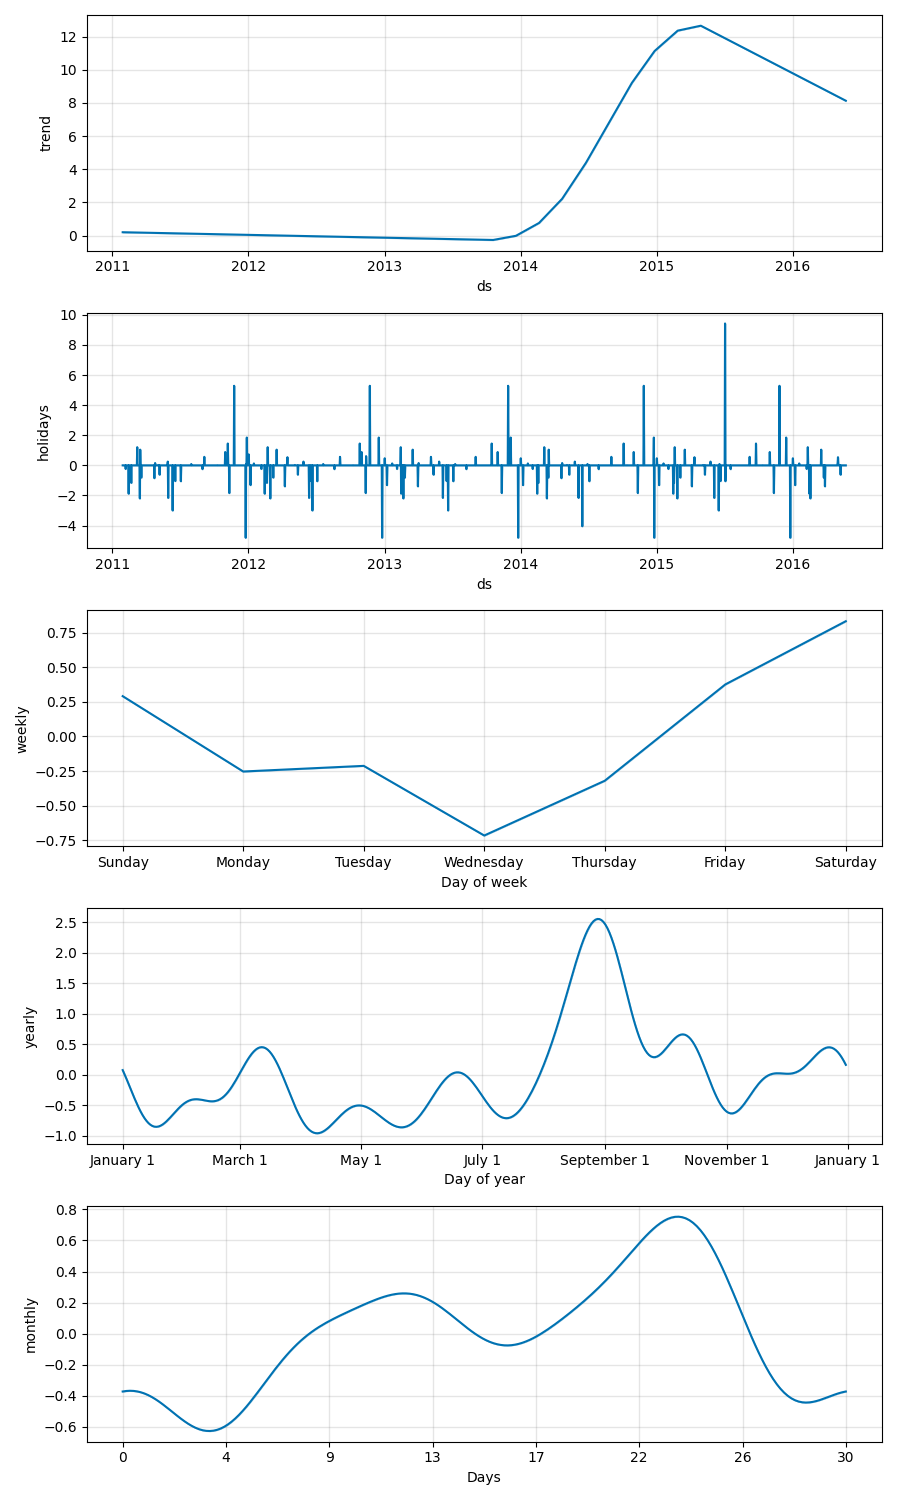 12
10
8
6
4
2
0
trend
2011 2012 2013 2014 2015 2016
ds
10
8
6
4
2
0
−2
−4
holidays
2011 2012 2013 2014 2015 2016
ds
0.75
0.50
0.25
0.00
−0.25
−0.50
−0.75
weekly
Sunday Monday Tuesday Wednesday Thursday Friday Saturday
Day of week
2.5
2.0
1.5
1.0
0.5
0.0
−0.5
−1.0
yearly
January 1 March 1 May 1 July 1 September 1 November 1 January 1
Day of year
0.8
0.6
0.4
0.2
0.0
−0.2
−0.4
−0.6
monthly
0 4 9 13 17 22 26 30
Days